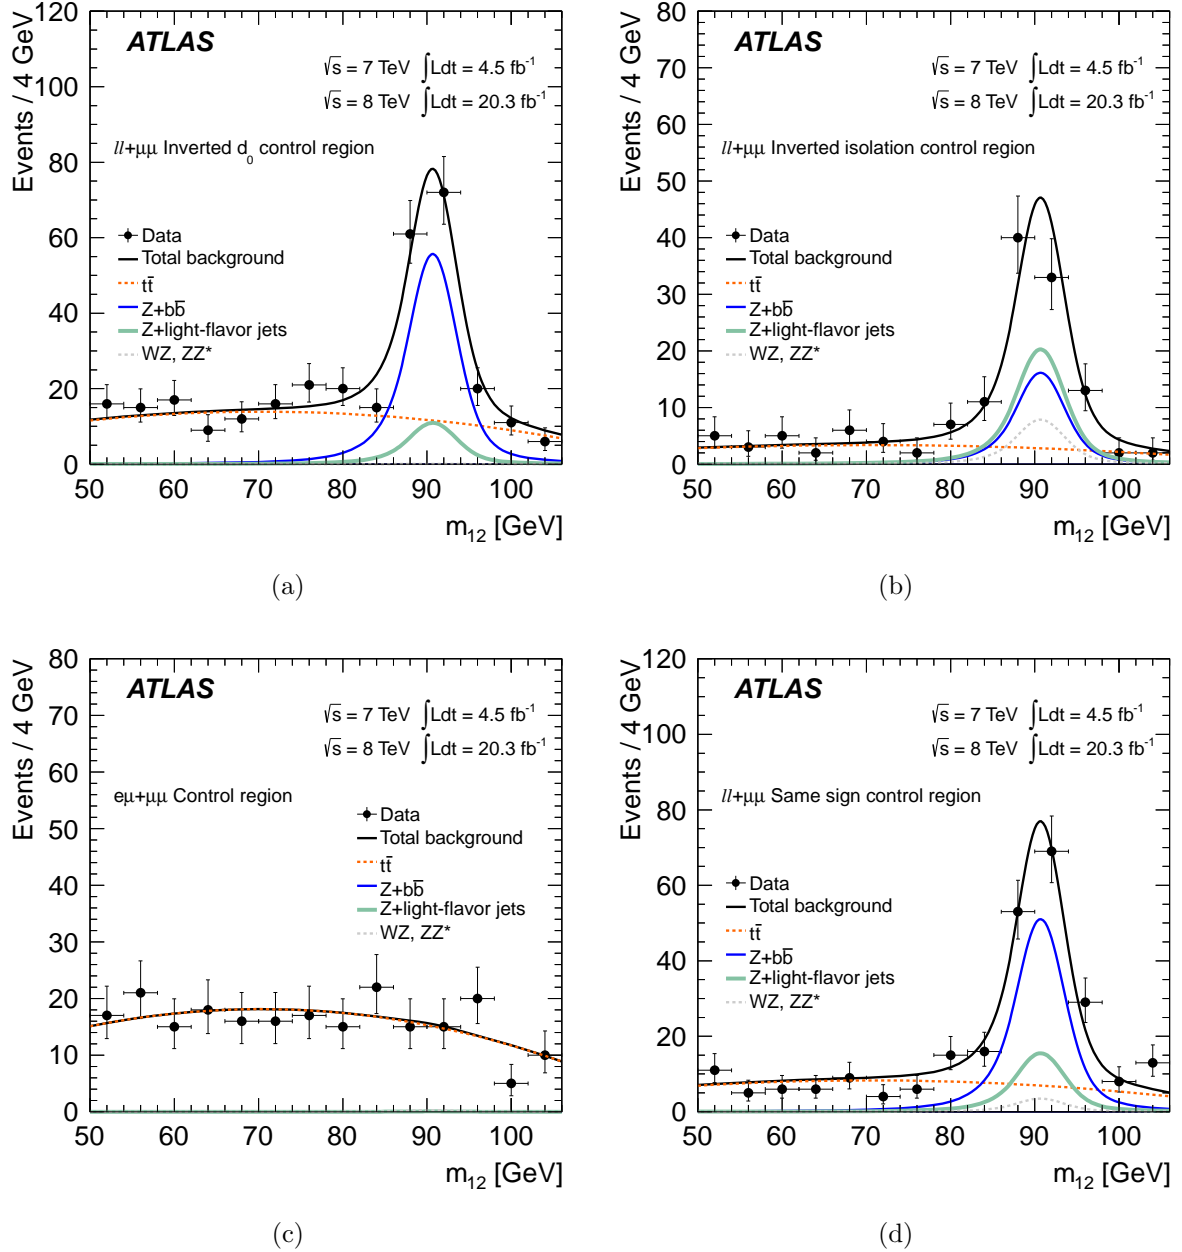 ATLAS
√s = 7 TeV ∫Ldt = 4.5 fb⁻¹
√s = 8 TeV ∫Ldt = 20.3 fb⁻¹
ll+μμ Inverted d₀ control region
Data
Total background
tt̄
Z+bb̄
Z+light-flavor jets
WZ, ZZ*
Events / 4 GeV
120
100
80
60
40
20
0
50 60 70 80 90 100
m₁₂ [GeV]
(a)
ATLAS
√s = 7 TeV ∫Ldt = 4.5 fb⁻¹
√s = 8 TeV ∫Ldt = 20.3 fb⁻¹
ll+μμ Inverted isolation control region
Data
Total background
tt̄
Z+bb̄
Z+light-flavor jets
WZ, ZZ*
Events / 4 GeV
80
70
60
50
40
30
20
10
0
50 60 70 80 90 100
m₁₂ [GeV]
(b)
ATLAS
√s = 7 TeV ∫Ldt = 4.5 fb⁻¹
√s = 8 TeV ∫Ldt = 20.3 fb⁻¹
eμ+μμ Control region
Data
Total background
tt̄
Z+bb̄
Z+light-flavor jets
WZ, ZZ*
Events / 4 GeV
80
70
60
50
40
30
20
10
0
50 60 70 80 90 100
m₁₂ [GeV]
(c)
ATLAS
√s = 7 TeV ∫Ldt = 4.5 fb⁻¹
√s = 8 TeV ∫Ldt = 20.3 fb⁻¹
ll+μμ Same sign control region
Data
Total background
tt̄
Z+bb̄
Z+light-flavor jets
WZ, ZZ*
Events / 4 GeV
120
100
80
60
40
20
0
50 60 70 80 90 100
m₁₂ [GeV]
(d)